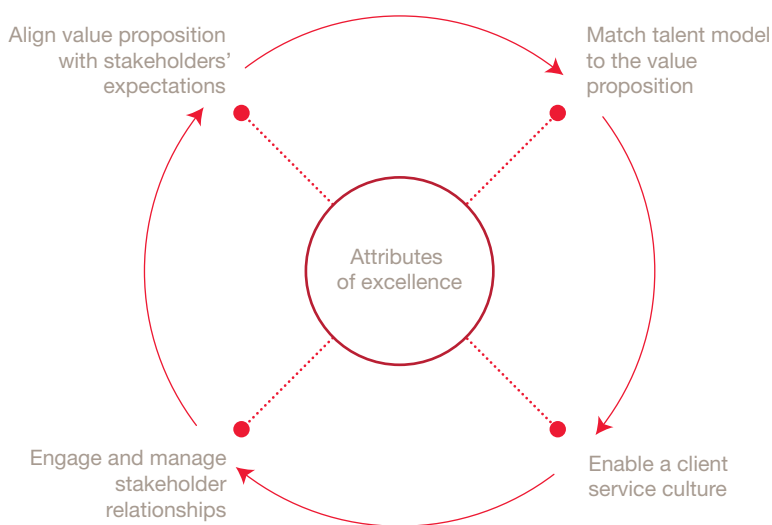 Align value proposition
with stakeholders’
expectations
Match talent model
to the value
proposition
Attributes
of excellence
Engage and manage
stakeholder
relationships
Enable a client
service culture